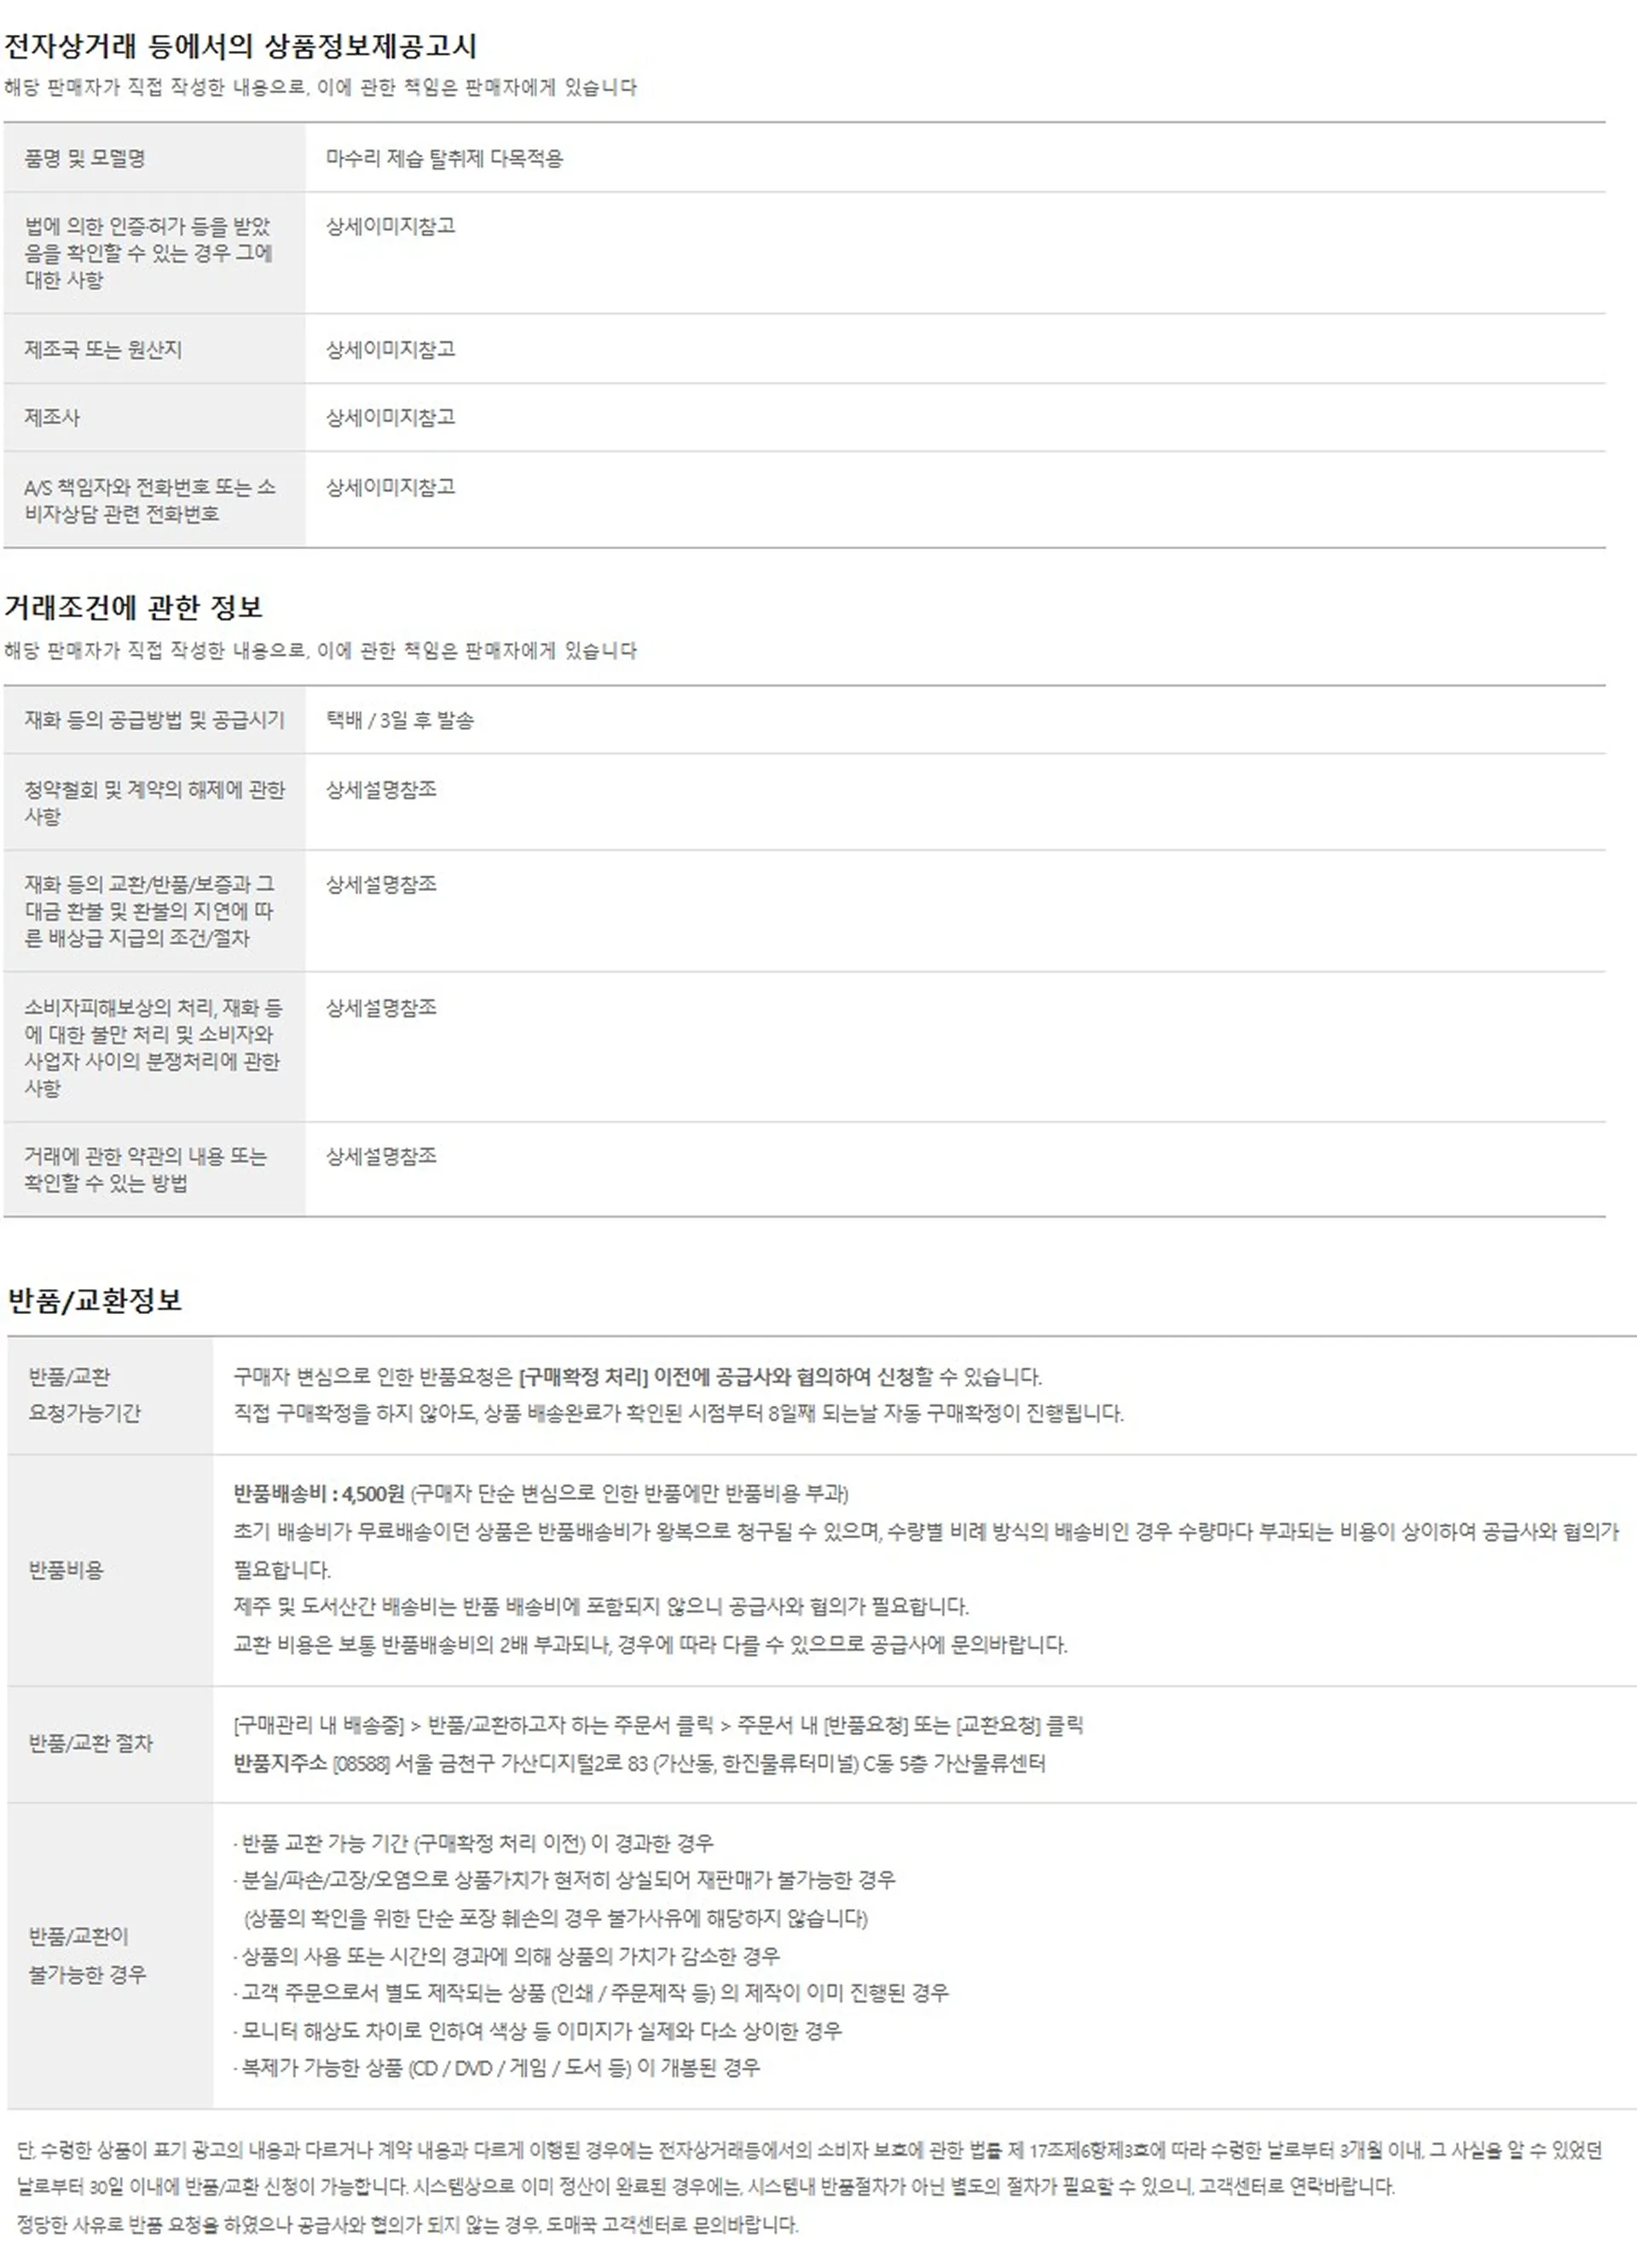 전자상거래 등에서의 상품정보제공고시
해당 판매자가 직접 작성한 내용으로, 이에 관한 책임은 판매자에게 있습니다
품명 및 모델명
마수리 제습 탈취제 다목적용
법에 의한 인증·허가 등을 받았
음을 확인할 수 있는 경우 그에
대한 사항
상세이미지참고
제조국 또는 원산지
상세이미지참고
제조사
상세이미지참고
A/S 책임자와 전화번호 또는 소
비자상담 관련 전화번호
상세이미지참고
거래조건에 관한 정보
해당 판매자가 직접 작성한 내용으로, 이에 관한 책임은 판매자에게 있습니다
재화 등의 공급방법 및 공급시기
택배 / 3일 후 발송
청약철회 및 계약의 해제에 관한
사항
상세설명참조
재화 등의 교환/반품/보증과 그
대금 환불 및 환불의 지연에 따
른 배상급 지급의 조건/절차
상세설명참조
소비자피해보상의 처리, 재화 등
에 대한 불만 처리 및 소비자와
사업자 사이의 분쟁처리에 관한
사항
상세설명참조
거래에 관한 약관의 내용 또는
확인할 수 있는 방법
상세설명참조
반품/교환정보
반품/교환
요청가능기간
구매자 변심으로 인한 반품요청은 [구매확정 처리] 이전에 공급사와 협의하여 신청할 수 있습니다.
직접 구매확정을 하지 않아도, 상품 배송완료가 확인된 시점부터 8일째 되는날 자동 구매확정이 진행됩니다.
반품비용
반품배송비 : 4,500원 (구매자 단순 변심으로 인한 반품에만 반품비용 부과)
초기 배송비가 무료배송이던 상품은 반품배송비가 왕복으로 청구될 수 있으며, 수량별 비례 방식의 배송비인 경우 수량마다 부과되는 비용이 상이하여 공급사와 협의가
필요합니다.
제주 및 도서산간 배송비는 반품 배송비에 포함되지 않으니 공급사와 협의가 필요합니다.
교환 비용은 보통 반품배송비의 2배 부과되나, 경우에 따라 다를 수 있으므로 공급사에 문의바랍니다.
반품/교환 절차
[구매관리 내 배송중] > 반품/교환하고자 하는 주문서 클릭 > 주문서 내 [반품요청] 또는 [교환요청] 클릭
반품지주소 [08588] 서울 금천구 가산디지털2로 83 (가산동, 한진물류터미널) C동 5층 가산물류센터
반품/교환이
불가능한 경우
· 반품 교환 가능 기간 (구매확정 처리 이전) 이 경과한 경우
· 분실/파손/고장/오염으로 상품가치가 현저히 상실되어 재판매가 불가능한 경우
(상품의 확인을 위한 단순 포장 훼손의 경우 불가사유에 해당하지 않습니다)
· 상품의 사용 또는 시간의 경과에 의해 상품의 가치가 감소한 경우
· 고객 주문으로서 별도 제작되는 상품 (인쇄 / 주문제작 등) 의 제작이 이미 진행된 경우
· 모니터 해상도 차이로 인하여 색상 등 이미지가 실제와 다소 상이한 경우
· 복제가 가능한 상품 (CD / DVD / 게임 / 도서 등) 이 개봉된 경우
단, 수령한 상품이 표기 광고의 내용과 다르거나 계약 내용과 다르게 이행된 경우에는 전자상거래등에서의 소비자 보호에 관한 법률 제 17조제6항제3호에 따라 수령한 날로부터 3개월 이내, 그 사실을 알 수 있었던
날로부터 30일 이내에 반품/교환 신청이 가능합니다. 시스템상으로 이미 정산이 완료된 경우에는, 시스템내 반품절차가 아닌 별도의 절차가 필요할 수 있으니, 고객센터로 연락바랍니다.
정당한 사유로 반품 요청을 하였으나 공급사와 협의가 되지 않는 경우, 도매꾹 고객센터로 문의바랍니다.